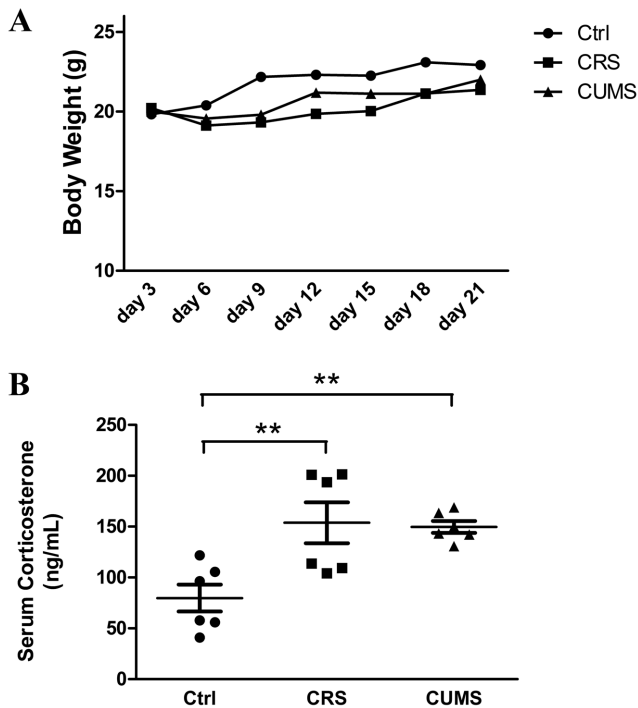 A
Body Weight (g)
25
20
15
10
day 3
day 6
day 9
day 12
day 15
day 18
day 21
Ctrl
CRS
CUMS
B
Serum Corticosterone
(ng/mL)
250
200
150
100
50
0
**
**
Ctrl
CRS
CUMS